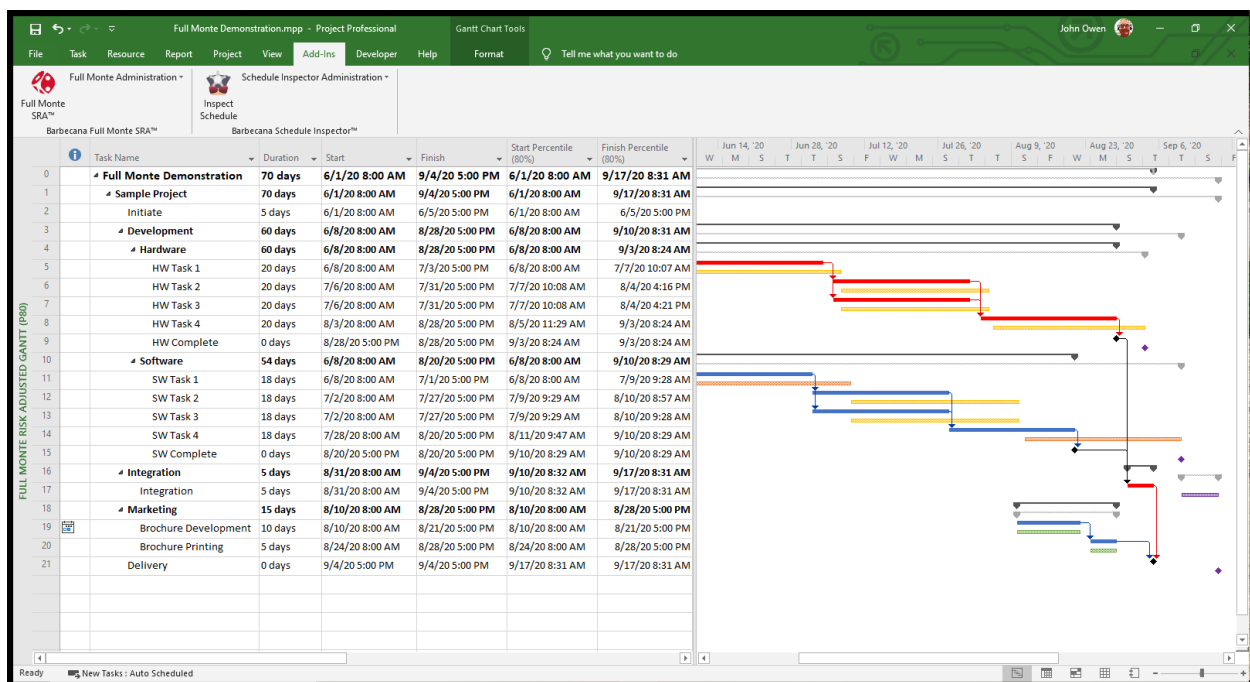 Full Monte Demonstration.mpp - Project Professional
Gantt Chart Tools
John Owen
File Task Resource Report Project View Add-Ins Developer Help Format Tell me what you want to do
Full Monte Administration
Schedule Inspector Administration
Full Monte SRA™
Inspect Schedule
Barbecana Full Monte SRA™
Barbecana Schedule Inspector™
Task Name Duration Start Finish Start Percentile (80%) Finish Percentile (80%)
Jun 14, '20 Jun 28, '20 Jul 12, '20 Jul 26, '20 Aug 9, '20 Aug 23, '20 Sep 6, '20
W M S T T S F W M S T T S F W M S T T S F
0 Full Monte Demonstration 70 days 6/1/20 8:00 AM 9/4/20 5:00 PM 6/1/20 8:00 AM 9/17/20 8:31 AM
1 Sample Project 70 days 6/1/20 8:00 AM 9/4/20 5:00 PM 6/1/20 8:00 AM 9/17/20 8:31 AM
2 Initiate 5 days 6/1/20 8:00 AM 6/5/20 5:00 PM 6/1/20 8:00 AM 6/5/20 5:00 PM
3 Development 60 days 6/8/20 8:00 AM 8/28/20 5:00 PM 6/8/20 8:00 AM 9/10/20 8:31 AM
4 Hardware 60 days 6/8/20 8:00 AM 8/28/20 5:00 PM 6/8/20 8:00 AM 9/3/20 8:24 AM
5 HW Task 1 20 days 6/8/20 8:00 AM 7/3/20 5:00 PM 6/8/20 8:00 AM 7/7/20 10:07 AM
6 HW Task 2 20 days 7/6/20 8:00 AM 7/31/20 5:00 PM 7/7/20 10:08 AM 8/4/20 4:16 PM
7 HW Task 3 20 days 7/6/20 8:00 AM 7/31/20 5:00 PM 7/7/20 10:08 AM 8/4/20 4:21 PM
8 HW Task 4 20 days 8/3/20 8:00 AM 8/28/20 5:00 PM 8/5/20 11:29 AM 9/3/20 8:24 AM
9 HW Complete 0 days 8/28/20 5:00 PM 8/28/20 5:00 PM 9/3/20 8:24 AM 9/3/20 8:24 AM
10 Software 54 days 6/8/20 8:00 AM 8/20/20 5:00 PM 6/8/20 8:00 AM 9/10/20 8:29 AM
11 SW Task 1 18 days 6/8/20 8:00 AM 7/1/20 5:00 PM 6/8/20 8:00 AM 7/9/20 9:28 AM
12 SW Task 2 18 days 7/2/20 8:00 AM 7/27/20 5:00 PM 7/9/20 9:29 AM 8/10/20 8:57 AM
13 SW Task 3 18 days 7/2/20 8:00 AM 7/27/20 5:00 PM 7/9/20 9:29 AM 8/10/20 9:28 AM
14 SW Task 4 18 days 7/28/20 8:00 AM 8/20/20 5:00 PM 8/11/20 9:47 AM 9/10/20 8:29 AM
15 SW Complete 0 days 8/20/20 5:00 PM 8/20/20 5:00 PM 9/10/20 8:29 AM 9/10/20 8:29 AM
16 Integration 5 days 8/31/20 8:00 AM 9/4/20 5:00 PM 9/10/20 8:32 AM 9/17/20 8:31 AM
17 Integration 5 days 8/31/20 8:00 AM 9/4/20 5:00 PM 9/10/20 8:32 AM 9/17/20 8:31 AM
18 Marketing 15 days 8/10/20 8:00 AM 8/28/20 5:00 PM 8/10/20 8:00 AM 8/28/20 5:00 PM
19 Brochure Development 10 days 8/10/20 8:00 AM 8/21/20 5:00 PM 8/10/20 8:00 AM 8/21/20 5:00 PM
20 Brochure Printing 5 days 8/24/20 8:00 AM 8/28/20 5:00 PM 8/24/20 8:00 AM 8/28/20 5:00 PM
21 Delivery 0 days 9/4/20 5:00 PM 9/4/20 5:00 PM 9/17/20 8:31 AM 9/17/20 8:31 AM
FULL MONTE RISK ADJUSTED GANTT (P80)
Ready New Tasks : Auto Scheduled